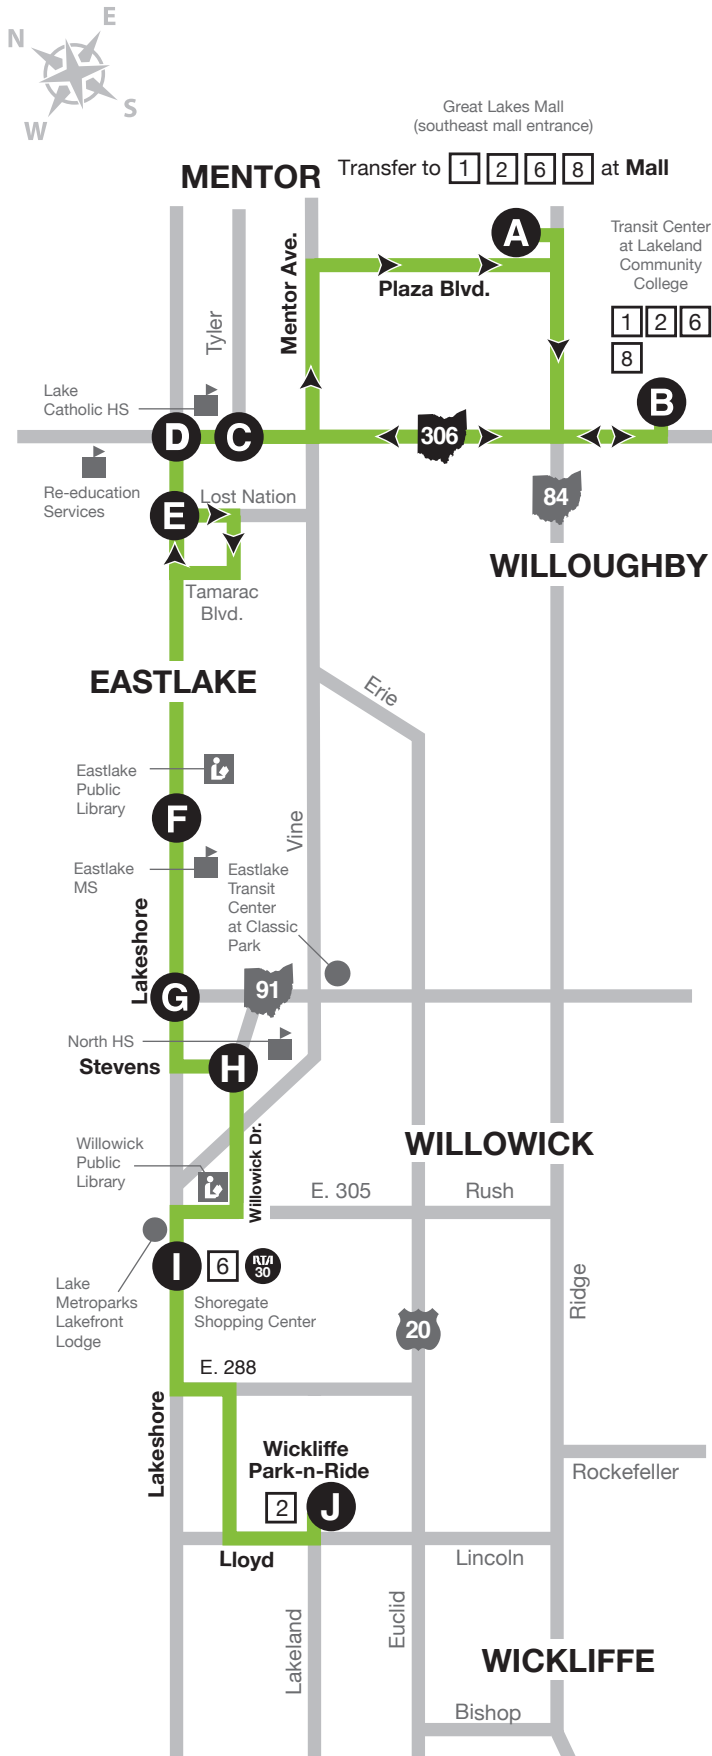 N
E
S
W
Great Lakes Mall
(southeast mall entrance)
Transfer to 1 2 6 8 at Mall
MENTOR
A
Transit Center
at Lakeland
Community
College
1 2 6
8
Mentor Ave.
Plaza Blvd.
Tyler
B
Lake
Catholic HS
D
C
306
Re-education
Services
84
Lost Nation
E
WILLOUGHBY
Tamarac
Blvd.
EASTLAKE
Erie
Eastlake
Public
Library
F
Vine
Eastlake
MS
Eastlake
Transit
Center
at Classic
Park
Lakeshore
G
91
North HS
Stevens
H
Willowick Dr.
WILLOWICK
Willowick
Public
Library
E. 305
Rush
I
6
RTA
30
Lake
Metroparks
Lakefront
Lodge
Shoregate
Shopping Center
Ridge
20
E. 288
Lakeshore
Wickliffe
Park-n-Ride
2
J
Rockefeller
Lloyd
Lincoln
Lakeland
Euclid
WICKLIFFE
Bishop